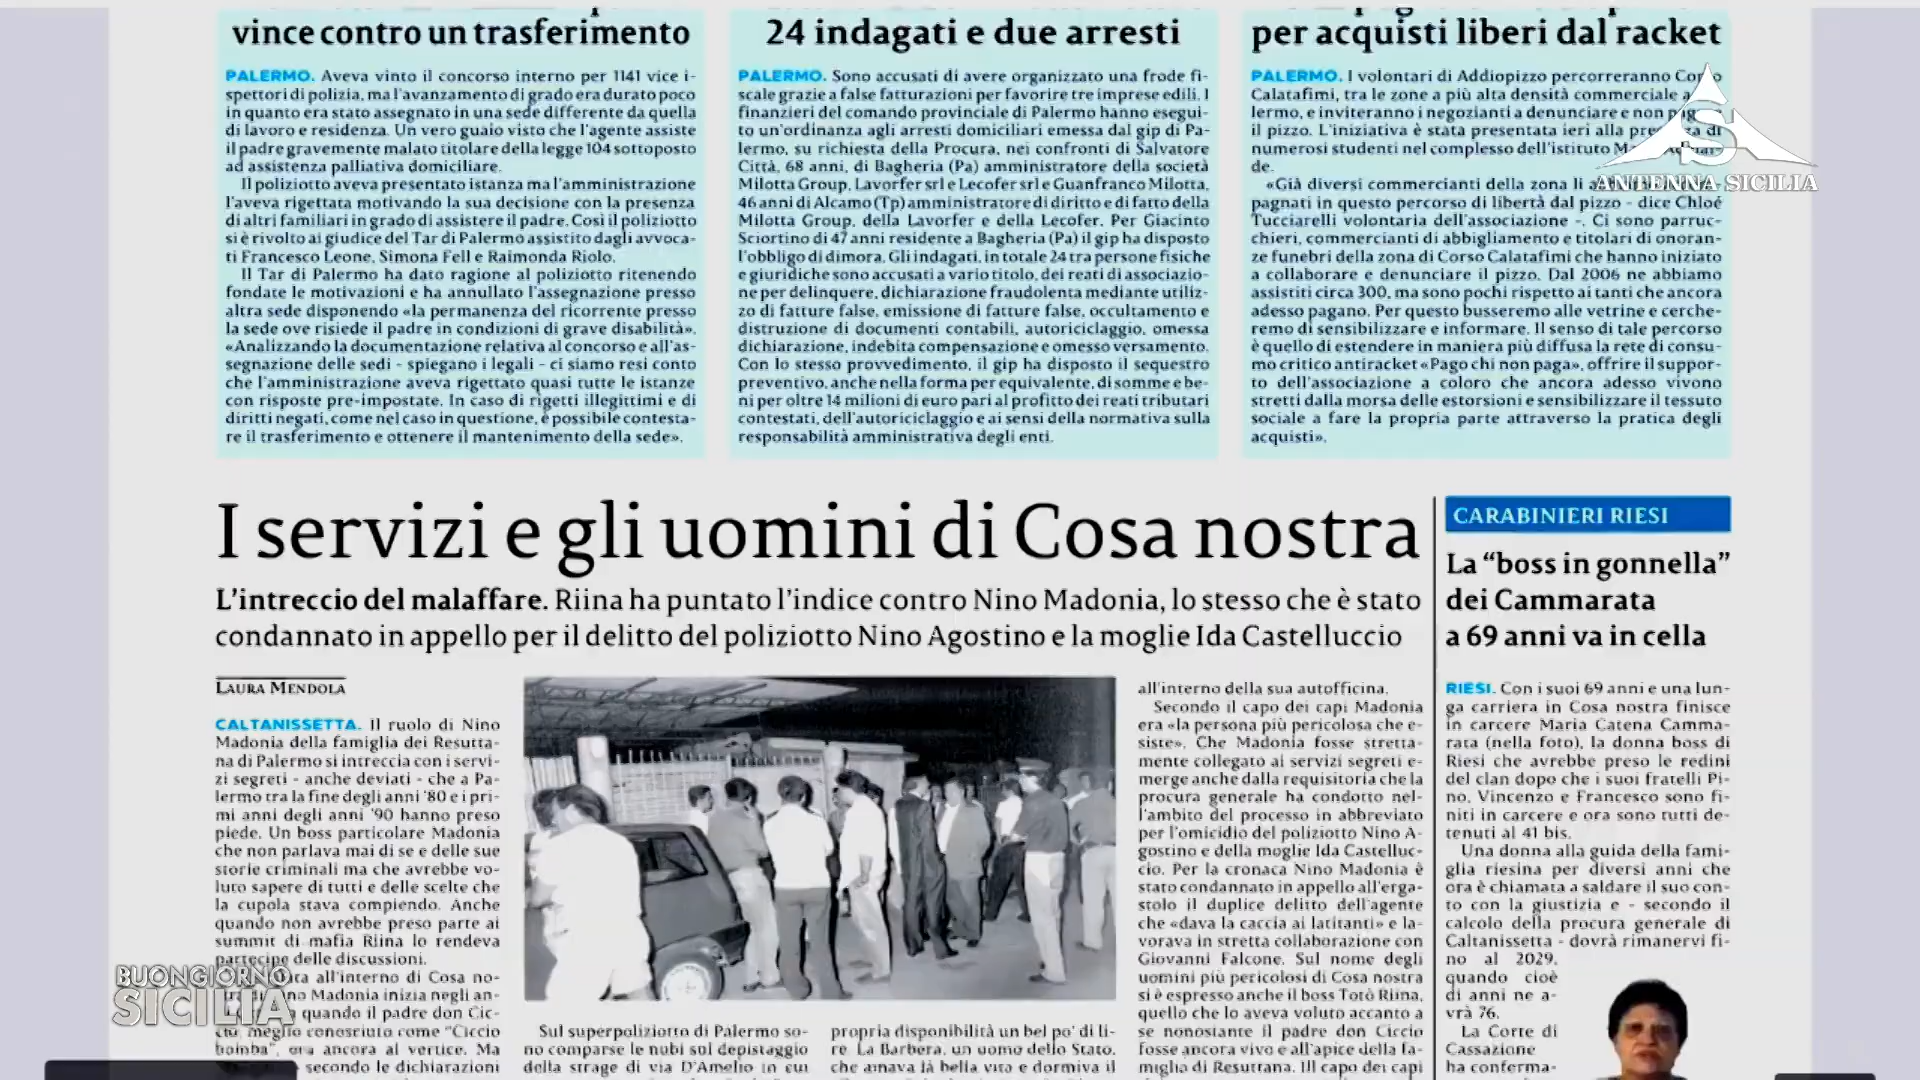 vince contro un trasferimento
PALERMO. Aveva vinto il concorso interno per 1141 vice i-
spettori di polizia, ma l'avanzamento di grado era durato poco
in quanto era stato assegnato in una sede differente da quella
di lavoro e residenza. Un vero guaio visto che l'agente assiste
il padre gravemente malato titolare della legge 104 sottoposto
ad assistenza palliativa domiciliare.
Il poliziotto aveva presentato istanza ma l'amministrazione
l'aveva rigettata motivando la sua decisione con la presenza
di altri familiari in grado di assistere il padre. Così il poliziotto
si è rivolto ai giudice del Tar di Palermo assistito dagli avvoca-
ti Francesco Leone, Simona Fell e Raimonda Riolo.
Il Tar di Palermo ha dato ragione al poliziotto ritenendo
fondate le motivazioni e ha annullato l'assegnazione presso
altra sede disponendo «la permanenza del ricorrente presso
la sede ove risiede il padre in condizioni di grave disabilità».
«Analizzando la documentazione relativa al concorso e all'as-
segnazione delle sedi - spiegano i legali - ci siamo resi conto
che l'amministrazione aveva rigettato quasi tutte le istanze
con risposte pre-impostate. In caso di rigetti illegittimi e di
diritti negati, come nel caso in questione, è possibile contesta-
re il trasferimento e ottenere il mantenimento della sede».
24 indagati e due arresti
PALERMO. Sono accusati di avere organizzato una frode fi-
scale grazie a false fatturazioni per favorire tre imprese edili. I
finanzieri del comando provinciale di Palermo hanno esegui-
to un'ordinanza agli arresti domiciliari emessa dal gip di Pa-
lermo, su richiesta della Procura, nei confronti di Salvatore
Città, 68 anni, di Bagheria (Pa) amministratore della società
Milotta Group, Lavorfer srl e Lecofer srl e Guanfranco Milotta,
46 anni di Alcamo (Tp) amministratore di diritto e di fatto della
Milotta Group, della Lavorfer e della Lecofer. Per Giacinto
Sciortino di 47 anni residente a Bagheria (Pa) il gip ha disposto
l'obbligo di dimora. Gli indagati, in totale 24 tra persone fisiche
e giuridiche sono accusati a vario titolo, dei reati di associazio-
ne per delinquere, dichiarazione fraudolenta mediante utiliz-
zo di fatture false, emissione di fatture false, occultamento e
distruzione di documenti contabili, autoriciclaggio, omessa
dichiarazione, indebita compensazione e omesso versamento.
Con lo stesso provvedimento, il gip ha disposto il sequestro
preventivo, anche nella forma per equivalente, di somme e be-
ni per oltre 14 milioni di euro pari al profitto dei reati tributari
contestati, dell'autoriciclaggio e ai sensi della normativa sulla
responsabilità amministrativa degli enti.
per acquisti liberi dal racket
PALERMO. I volontari di Addiopizzo percorreranno Corso
Calatafimi, tra le zone a più alta densità commerciale a
lermo, e inviteranno i negozianti a denunciare e non
il pizzo. L'iniziativa è stata presentata ieri alla di
numerosi studenti nel complesso dell'istituto
de.
«Già diversi commercianti della zona li
pagnati in questo percorso di libertà dal pizzo - dice Chloé
Tucciarelli volontaria dell'associazione -. Ci sono parruc-
chieri, commercianti di abbigliamento e titolari di onoran-
ze funebri della zona di Corso Calatafimi che hanno iniziato
a collaborare e denunciare il pizzo. Dal 2006 ne abbiamo
assistiti circa 300, ma sono pochi rispetto ai tanti che ancora
adesso pagano. Per questo busseremo alle vetrine e cerche-
remo di sensibilizzare e informare. Il senso di tale percorso
è quello di estendere in maniera più diffusa la rete di consu-
mo critico antiracket «Pago chi non paga», offrire il suppor-
to dell'associazione a coloro che ancora adesso vivono
stretti dalla morsa delle estorsioni e sensibilizzare il tessuto
sociale a fare la propria parte attraverso la pratica degli
acquisti».
ANTENNA SICILIA
I servizi e gli uomini di Cosa nostra
L'intreccio del malaffare. Riina ha puntato l'indice contro Nino Madonia, lo stesso che è stato
condannato in appello per il delitto del poliziotto Nino Agostino e la moglie Ida Castelluccio
LAURA MENDOLA
CALTANISSETTA. Il ruolo di Nino
Madonia della famiglia dei Resutta-
na di Palermo si intreccia con i servi-
zi segreti - anche deviati - che a Pa-
lermo tra la fine degli anni '80 e i pri-
mi anni degli anni '90 hanno preso
piede. Un boss particolare Madonia
che non parlava mai di se e delle sue
storie criminali ma che avrebbe vo-
luto sapere di tutti e delle scelte che
la cupola stava compiendo. Anche
quando non avrebbe preso parte ai
summit di mafia Riina lo rendeva
partecipe delle discussioni.
all'interno di Cosa no-
Madonia inizia negli an-
quando il padre don Cic-
cio, meglio conosciuto come "Ciccio
bomba", era ancora al vertice. Ma
secondo le dichiarazioni
Sul superpoliziotto di Palermo so-
no comparse le nubi sul depistaggio
della strage di via D'Amelio in cui
propria disponibilità un bel po' di li-
re. La Barbera, un uomo dello Stato,
che amava la bella vita e dormiva il
all'interno della sua autofficina.
Secondo il capo dei capi Madonia
era «la persona più pericolosa che e-
siste». Che Madonia fosse stretta-
mente collegato ai servizi segreti e-
merge anche dalla requisitoria che la
procura generale ha condotto nel-
l'ambito del processo in abbreviato
per l'omicidio del poliziotto Nino A-
gostino e della moglie Ida Castelluc-
cio. Per la cronaca Nino Madonia è
stato condannato in appello all'erga-
stolo il duplice delitto dell'agente
che «dava la caccia ai latitanti» e la-
vorava in stretta collaborazione con
Giovanni Falcone. Sul nome degli
uomini più pericolosi di Cosa nostra
si è espresso anche il boss Totò Riina,
quello che lo aveva voluto accanto a
se nonostante il padre don Ciccio
fosse ancora vivo e all'apice della fa-
miglia di Resuttana. Ill capo dei capi
CARABINIERI RIESI
La “boss in gonnella”
dei Cammarata
a 69 anni va in cella
RIESI. Con i suoi 69 anni e una lun-
ga carriera in Cosa nostra finisce
in carcere Maria Catena Camma-
rata (nella foto), la donna boss di
Riesi che avrebbe preso le redini
del clan dopo che i suoi fratelli Pi-
no, Vincenzo e Francesco sono fi-
niti in carcere e ora sono tutti de-
tenuti al 41 bis.
Una donna alla guida della fami-
glia riesina per diversi anni che
ora è chiamata a saldare il suo con-
to con la giustizia e - secondo il
calcolo della procura generale di
Caltanissetta - dovrà rimanervi fi-
no al 2029,
quando cioè
di anni ne a-
vrà 76.
La Corte di
Cassazione
ha conferma-
BUONGIORNO
SICILIA